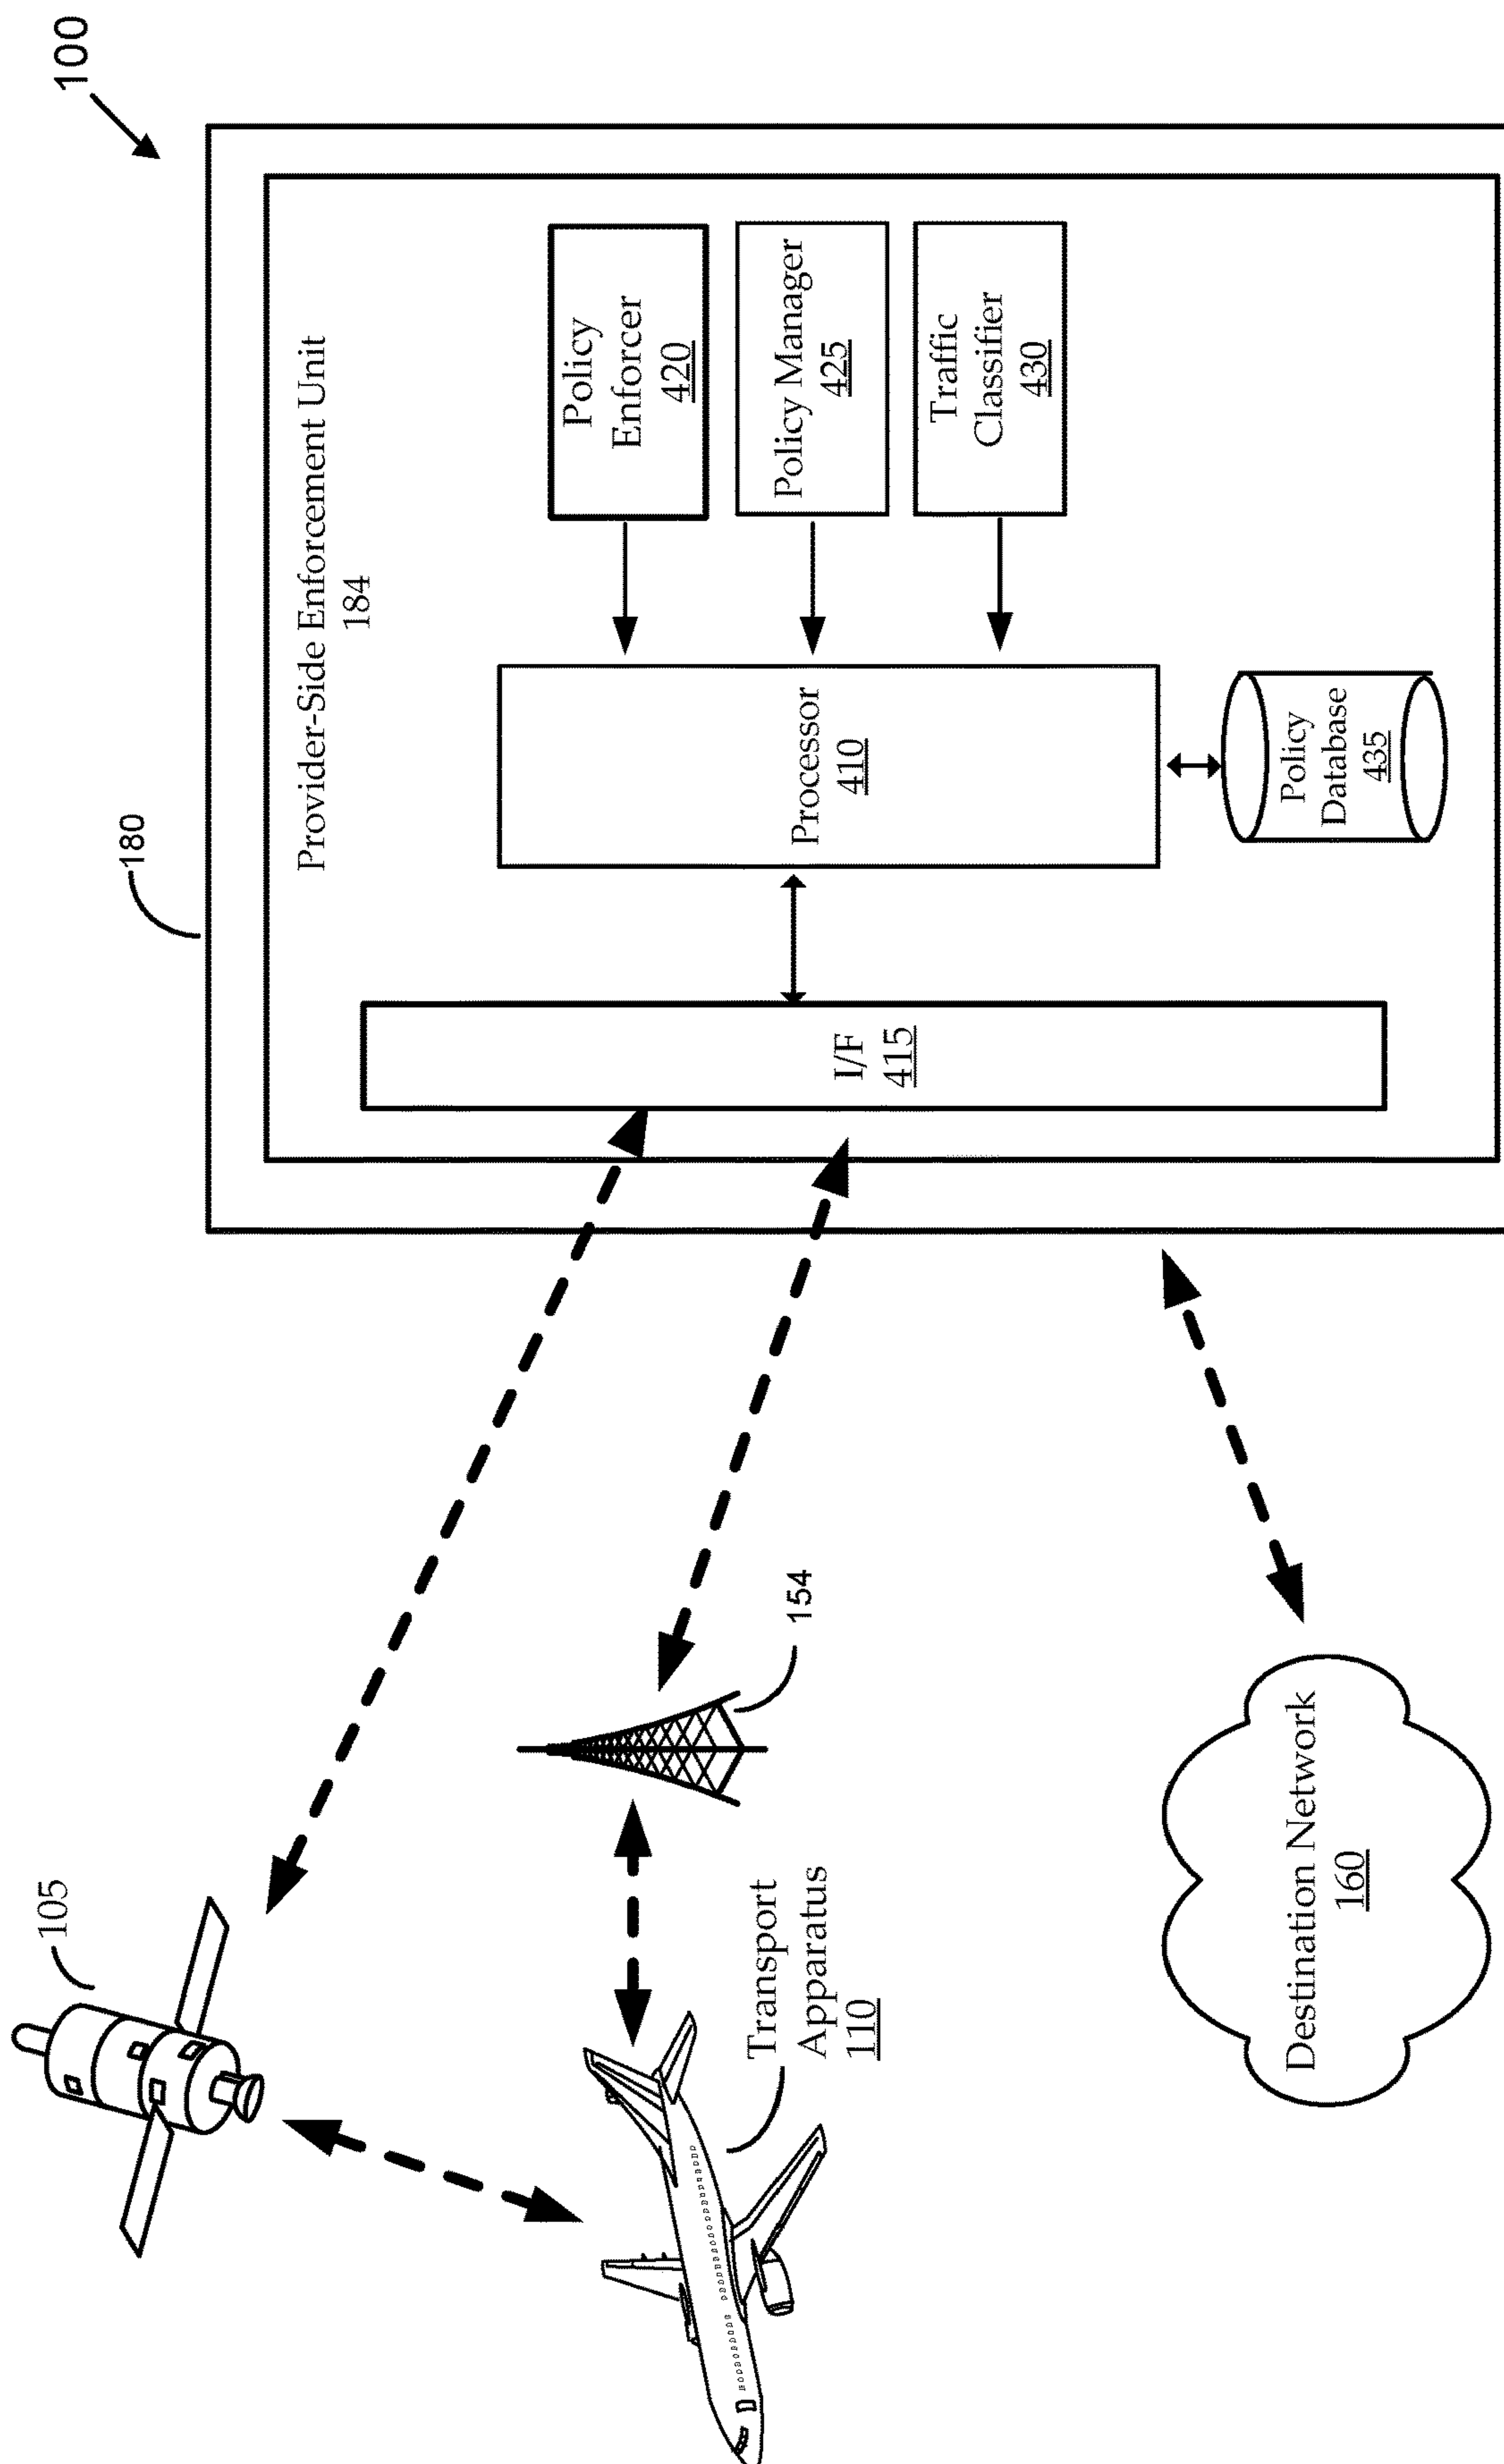 100
180
Provider-Side Enforcement Unit
184
Policy
Enforcer
420
Policy Manager
425
Traffic
Classifier
430
Processor
410
Policy
Database
435
I/F
415
105
154
Transport
Apparatus
110
Destination Network
160